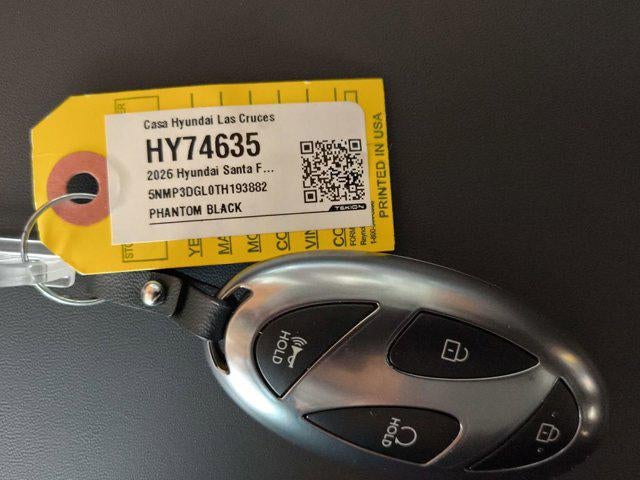 Casa Hyundai Las Cruces
HY74635
2026 Hyundai Santa F...
5NMP3DGL0TH193882
PHANTOM BLACK
TEKION
PRINTED IN USA
HOLD
HOLD